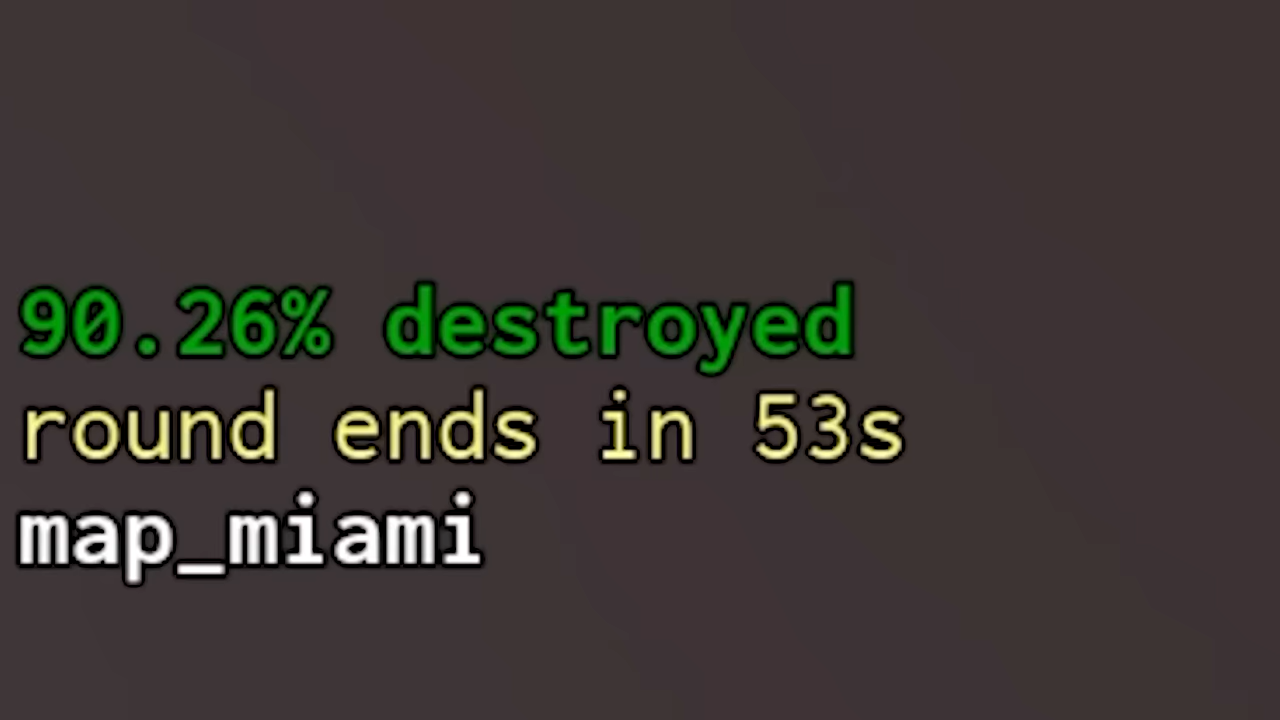 90.26% destroyed
round ends in 53s
map_miami